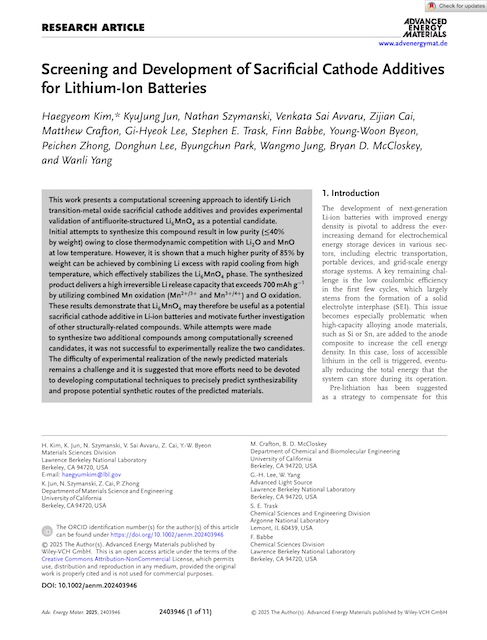 Check for updates
RESEARCH ARTICLE
ADVANCED
ENERGY
MATERIALS
www.advenergymat.de
Screening and Development of Sacrificial Cathode Additives
for Lithium-Ion Batteries
Haegyeom Kim,* KyuJung Jun, Nathan Szymanski, Venkata Sai Avvaru, Zijian Cai,
Matthew Crafton, Gi-Hyeok Lee, Stephen E. Trask, Finn Babbe, Young-Woon Byeon,
Peichen Zhong, Donghun Lee, Byungchun Park, Wangmo Jung, Bryan D. McCloskey,
and Wanli Yang
This work presents a computational screening approach to identify Li-rich
transition-metal oxide sacrificial cathode additives and provides experimental
validation of antifluorite-structured Li₆MnO₄ as a potential candidate.
Initial attempts to synthesize this compound result in low purity (≤40%
by weight) owing to close thermodynamic competition with Li₂O and MnO
at low temperature. However, it is shown that a much higher purity of 85% by
weight can be achieved by combining Li excess with rapid cooling from high
temperature, which effectively stabilizes the Li₆MnO₄ phase. The synthesized
product delivers a high irreversible Li release capacity that exceeds 700 mAh g⁻¹
by utilizing combined Mn oxidation (Mn²⁺/³⁺ and Mn³⁺/⁴⁺) and O oxidation.
These results demonstrate that Li₆MnO₄ may therefore be useful as a potential
sacrificial cathode additive in Li-ion batteries and motivate further investigation
of other structurally-related compounds. While attempts were made
to synthesize two additional compounds among computationally screened
candidates, it was not successful to experimentally realize the two candidates.
The difficulty of experimental realization of the newly predicted materials
remains a challenge and it is suggested that more efforts need to be devoted
to developing computational techniques to precisely predict synthesizability
and propose potential synthetic routes of the predicted materials.
1. Introduction
The development of next-generation
Li-ion batteries with improved energy
density is pivotal to address the ever-
increasing demand for electrochemical
energy storage devices in various sec-
tors, including electric transportation,
portable devices, and grid-scale energy
storage systems. A key remaining chal-
lenge is the low coulombic efficiency
in the first few cycles, which largely
stems from the formation of a solid
electrolyte interphase (SEI). This issue
becomes especially problematic when
high-capacity alloying anode materials,
such as Si or Sn, are added to the anode
composite to increase the cell energy
density. In this case, loss of accessible
lithium in the cell is triggered, eventu-
ally reducing the total energy that the
system can store during its operation.
Pre-lithiation has been suggested
as a strategy to compensate for this
H. Kim, K. Jun, N. Szymanski, V. Sai Avvaru, Z. Cai, Y.-W. Byeon
Materials Sciences Division
Lawrence Berkeley National Laboratory
Berkeley, CA 94720, USA
E-mail: haegyumkim@lbl.gov
K. Jun, N. Szymanski, Z. Cai, P. Zhong
Department of Materials Science and Engineering
University of California
Berkeley, CA 94720, USA
The ORCID identification number(s) for the author(s) of this article
can be found under https://doi.org/10.1002/aenm.202403946
© 2025 The Author(s). Advanced Energy Materials published by
Wiley-VCH GmbH. This is an open access article under the terms of the
Creative Commons Attribution-NonCommercial License, which permits
use, distribution and reproduction in any medium, provided the original
work is properly cited and is not used for commercial purposes.
DOI: 10.1002/aenm.202403946
M. Crafton, B. D. McCloskey
Department of Chemical and Biomolecular Engineering
University of California
Berkeley, CA 94720, USA
G.-H. Lee, W. Yang
Advanced Light Source
Lawrence Berkeley National Laboratory
Berkeley, CA 94720, USA
S. E. Trask
Chemical Sciences and Engineering Division
Argonne National Laboratory
Lemont, IL 60439, USA
F. Babbe
Chemical Sciences Division
Lawrence Berkeley National Laboratory
Berkeley, CA 94720, USA
Adv. Energy Mater. 2025, 2403946
2403946 (1 of 11)
© 2025 The Author(s). Advanced Energy Materials published by Wiley-VCH GmbH